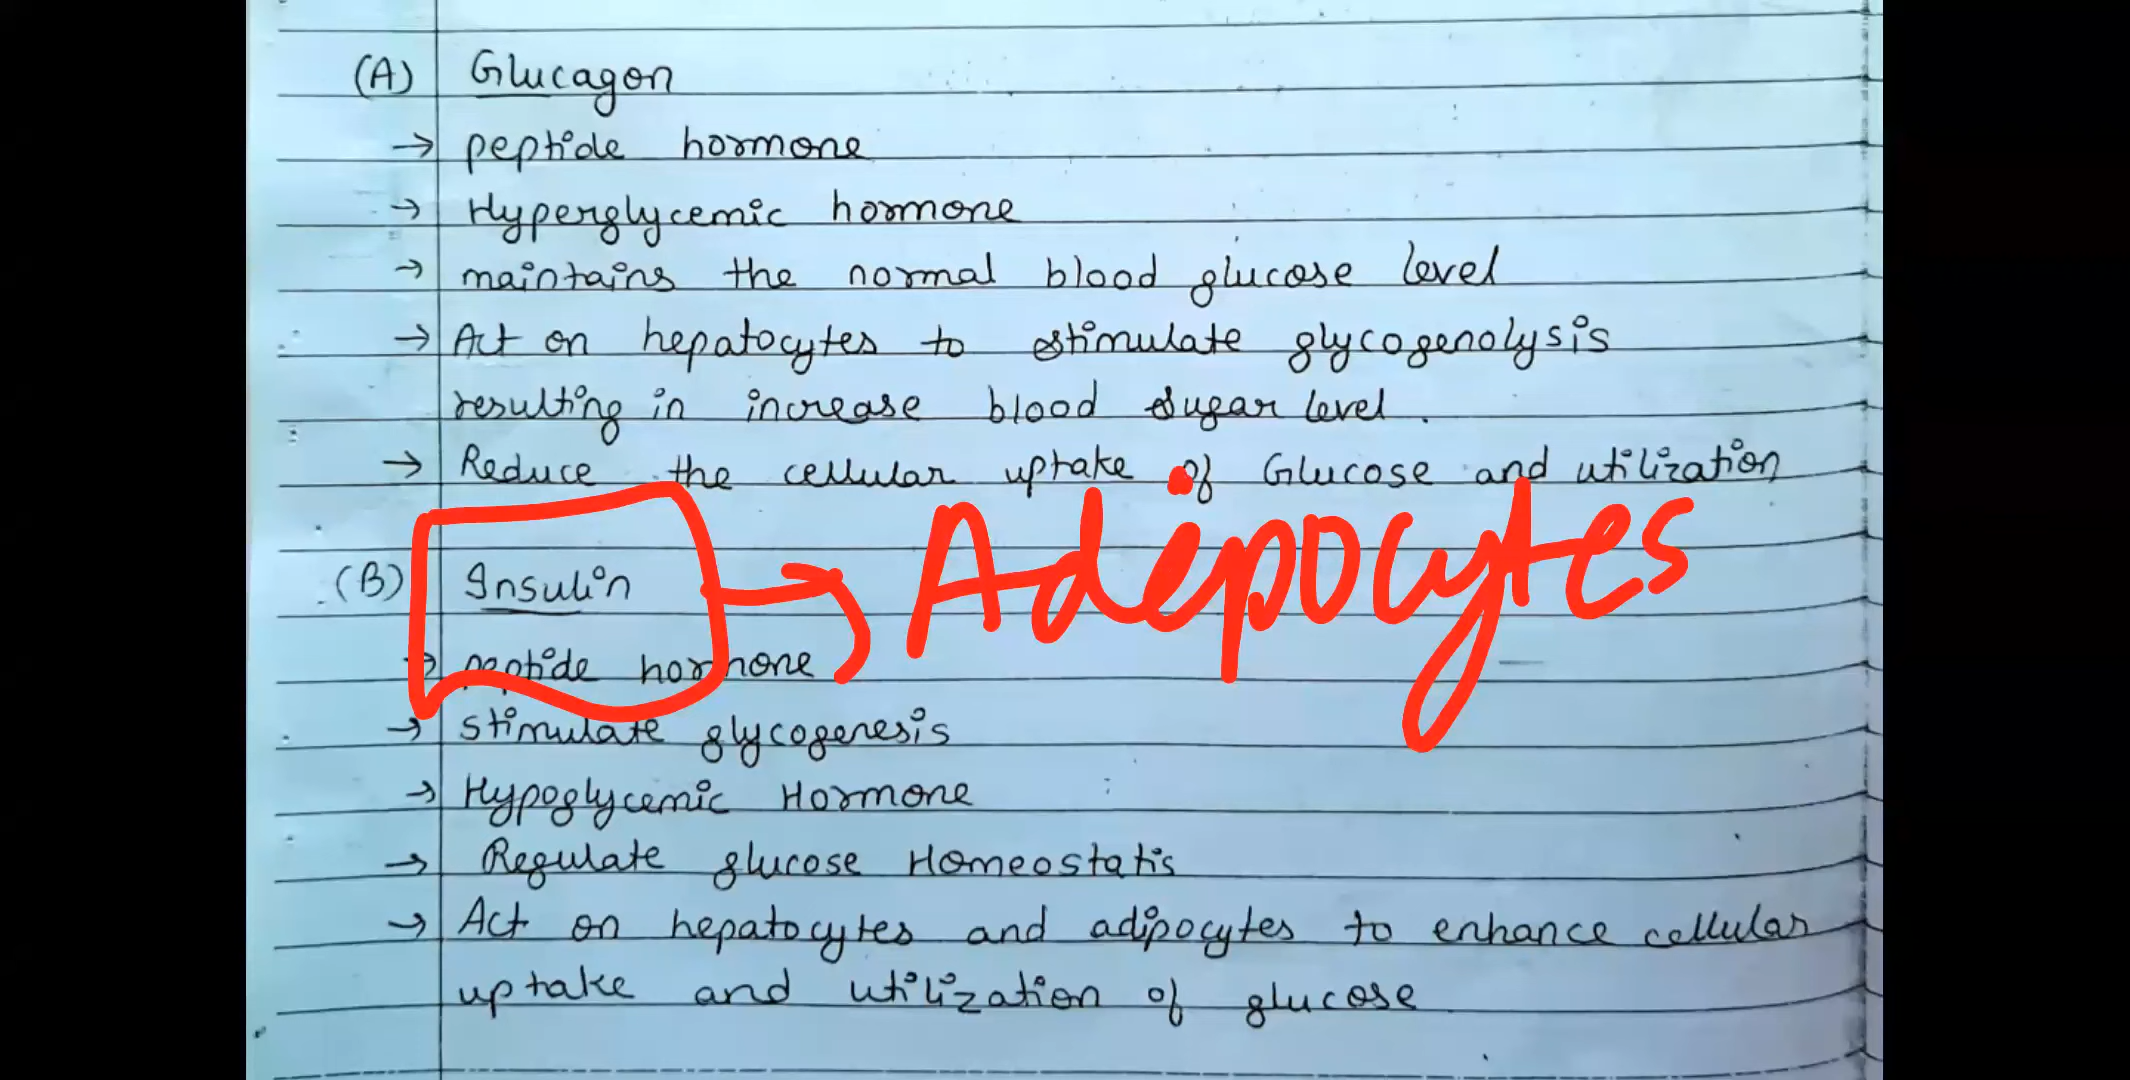 (A) Glucagon
→ peptide hormone
→ Hyperglycemic hormone
→ maintains the normal blood glucose level
→ Act on hepatocytes to stimulate glycogenolysis
resulting in increase blood sugar level.
→ Reduce the cellular uptake of Glucose and utilization
(B) Insulin → Adepocytes
→ peptide hormone
→ stimulate glycogenesis
→ Hypoglycemic Hormone
→ Regulate glucose Homeostatis
→ Act on hepatocytes and adipocytes to enhance cellular
uptake and utilization of glucose